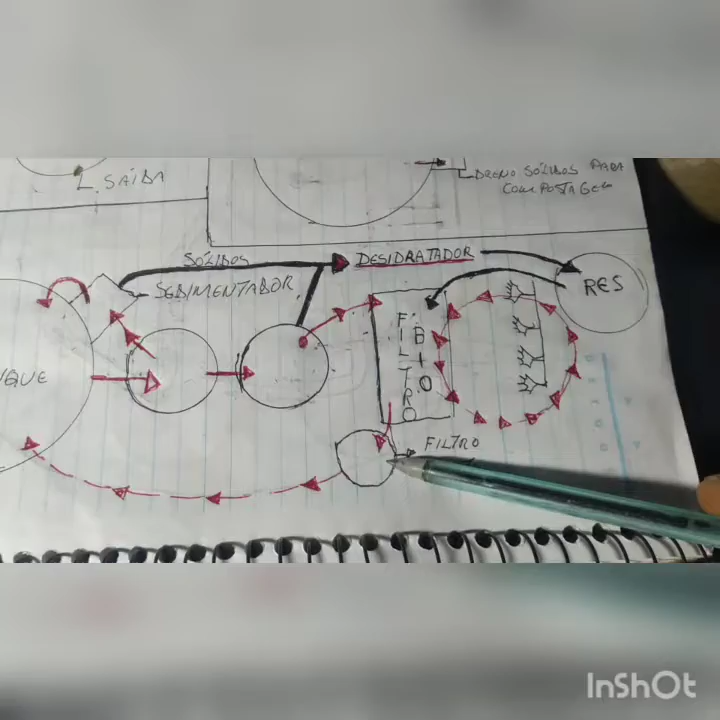 L. SAÍDA
DRENO SÓLIDOS PARA
COMPOSTAGEM
SÓLIDOS
DESIDRATADOR
SEDIMENTADOR
RES
QUE
FILTRO
BIO
FILTRO
InShOt